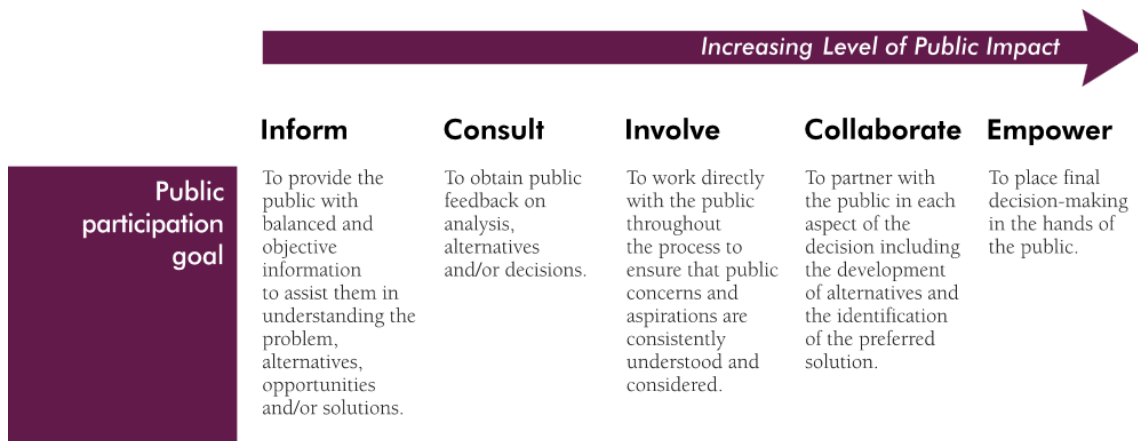 Increasing Level of Public Impact
Inform
Consult
Involve
Collaborate
Empower
Public
participation
goal
To provide the
public with
balanced and
objective
information
to assist them in
understanding the
problem,
alternatives,
opportunities
and/or solutions.
To obtain public
feedback on
analysis,
alternatives
and/or decisions.
To work directly
with the public
throughout
the process to
ensure that public
concerns and
aspirations are
consistently
understood and
considered.
To partner with
the public in each
aspect of the
decision including
the development
of alternatives and
the identification
of the preferred
solution.
To place final
decision-making
in the hands of
the public.